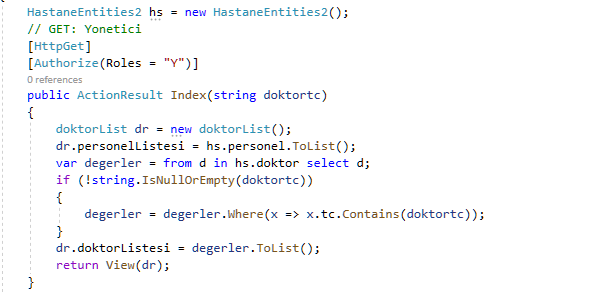 HastaneEntities2 hs = new HastaneEntities2();
// GET: Yonetici
[HttpGet]
[Authorize(Roles = "Y")]
0 references
public ActionResult Index(string doktortc)
{
doktorList dr = new doktorList();
dr.personelListesi = hs.personel.ToList();
var degerler = from d in hs.doktor select d;
if (!string.IsNullOrEmpty(doktortc))
{
degerler = degerler.Where(x => x.tc.Contains(doktortc));
}
dr.doktorListesi = degerler.ToList();
return View(dr);
}